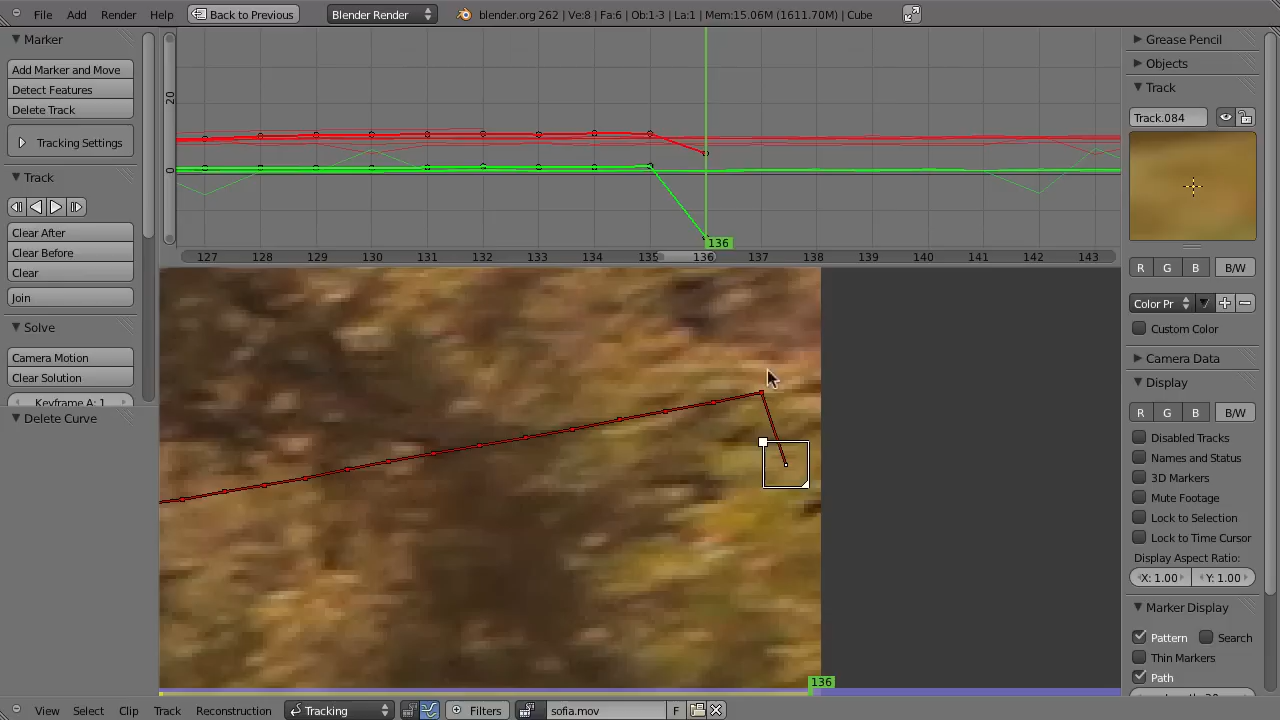 File Add Render Help Back to Previous Blender Render blender.org 262 | Ve:8 | Fa:6 | Ob:1-3 | La:1 | Mem:15.06M (1611.70M) | Cube
Marker
Add Marker and Move
Detect Features
Delete Track
Tracking Settings
Track
Clear After
Clear Before
Clear
Join
Solve
Camera Motion
Clear Solution
Keyframe A: 1
Delete Curve
20
0
136
127 128 129 130 131 132 133 134 135 136 137 138 139 140 141 142 143
136
Grease Pencil
Objects
Track
Track.084
R G B B/W
Color Pr
Custom Color
Camera Data
Display
R G B B/W
Disabled Tracks
Names and Status
3D Markers
Mute Footage
Lock to Selection
Lock to Time Cursor
Display Aspect Ratio:
X: 1.00 Y: 1.00
Marker Display
Pattern Search
Thin Markers
Path
View Select Clip Track Reconstruction Tracking Filters sofia.mov F